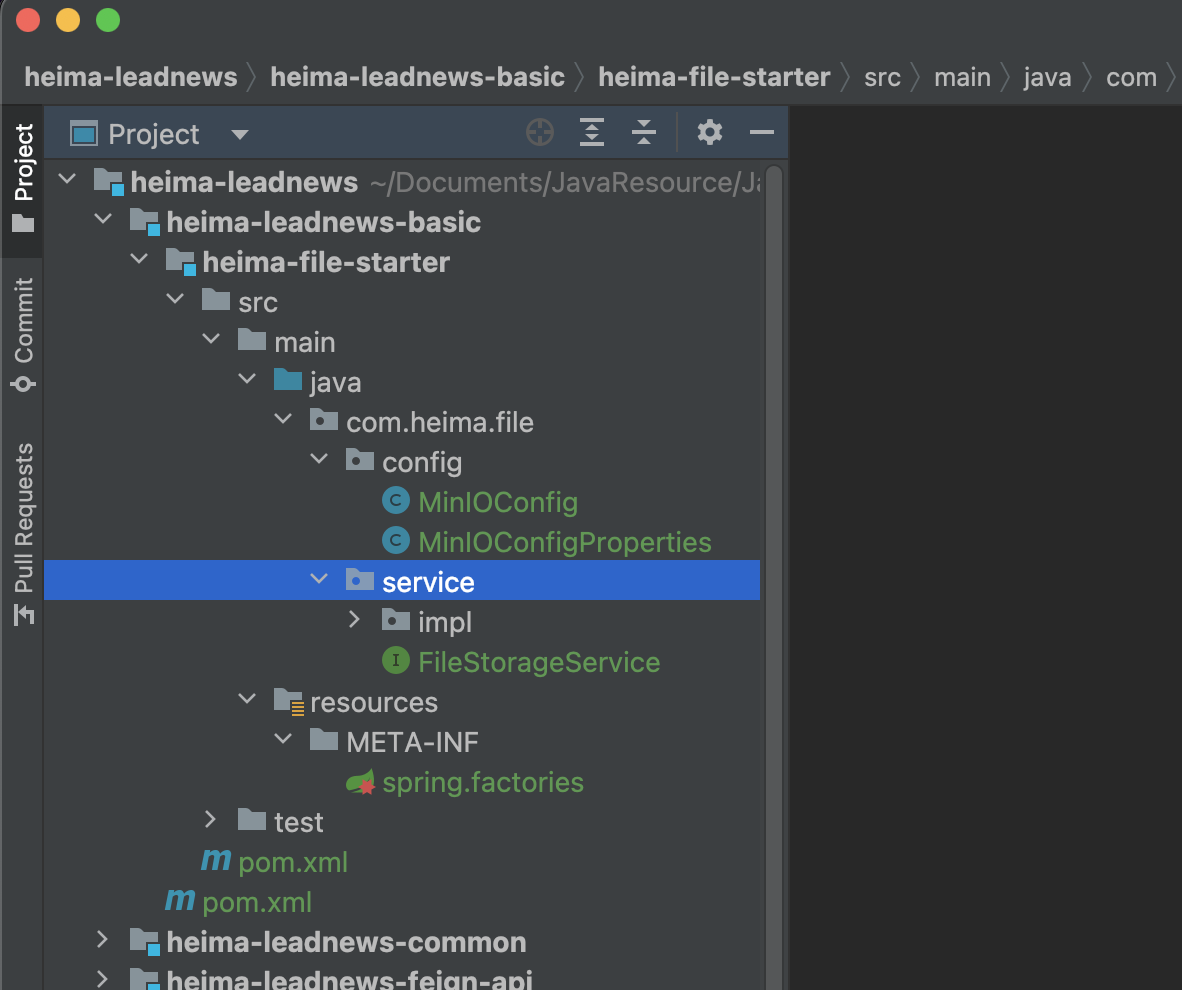 heima-leadnews heima-leadnews-basic heima-file-starter src main java com
Project
Project
Commit
Pull Requests
heima-leadnews ~/Documents/JavaResource/Ja
heima-leadnews-basic
heima-file-starter
src
main
java
com.heima.file
config
C MinIOConfig
C MinIOConfigProperties
service
impl
I FileStorageService
resources
META-INF
spring.factories
test
m pom.xml
m pom.xml
heima-leadnews-common
heima-leadnews-feign-api